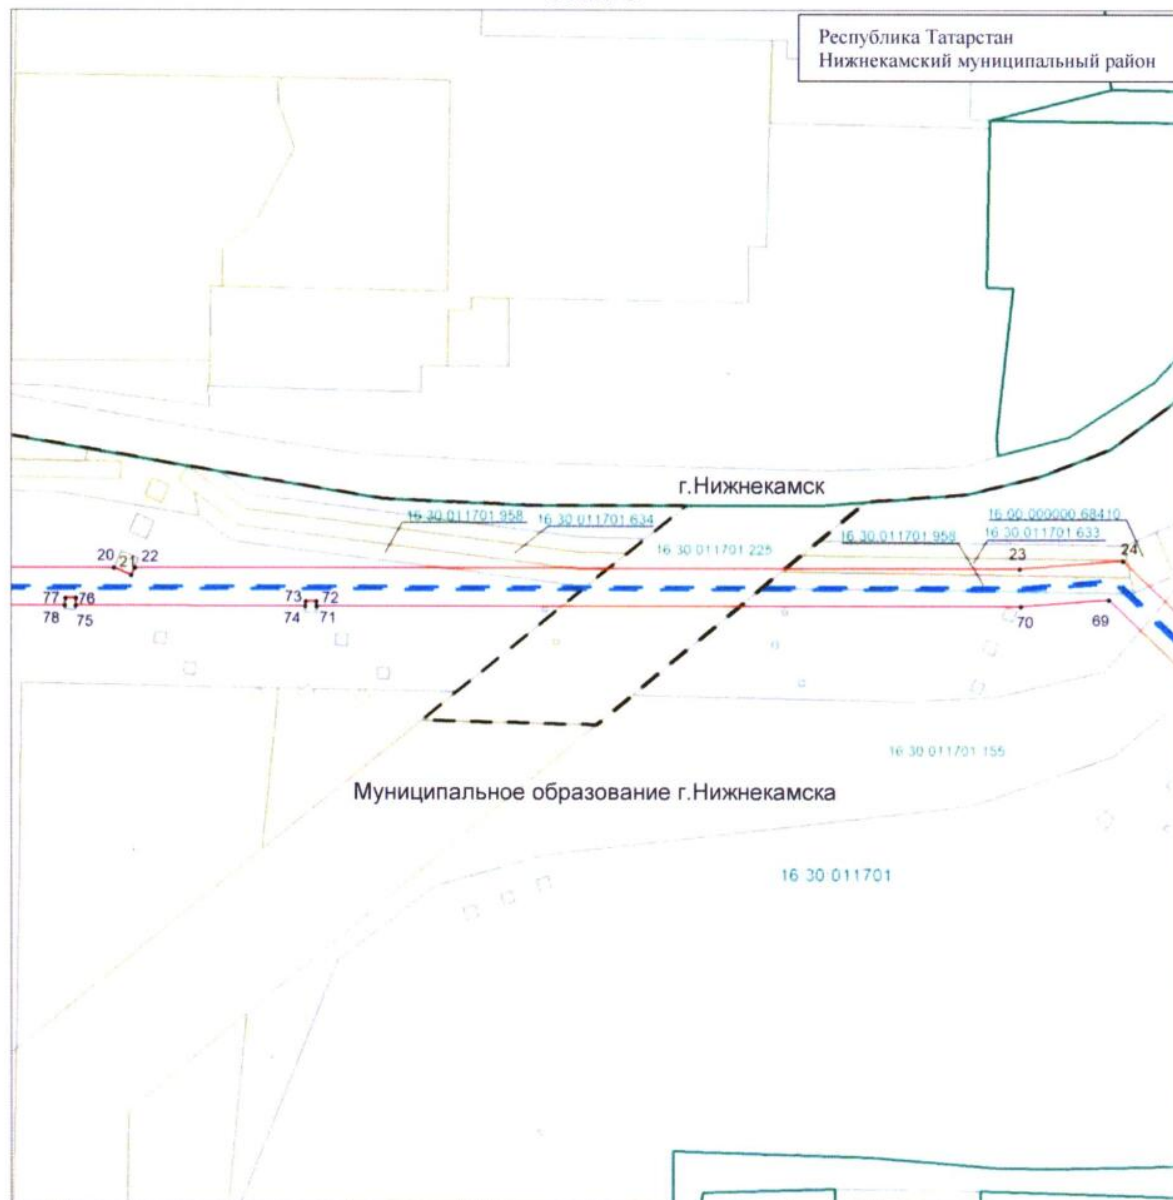 Республика Татарстан
Нижнекамский муниципальный район
г.Нижнекамск
16 30 011701 958
16 30 011701 634
16 30 011701 225
16 30 011701 958
16 00 000000 68410
16 30 011701 633
20
21
22
23
24
77
76
78
75
73
72
74
71
70
69
16 30 011701 155
Муниципальное образование г.Нижнекамска
16 30 011701